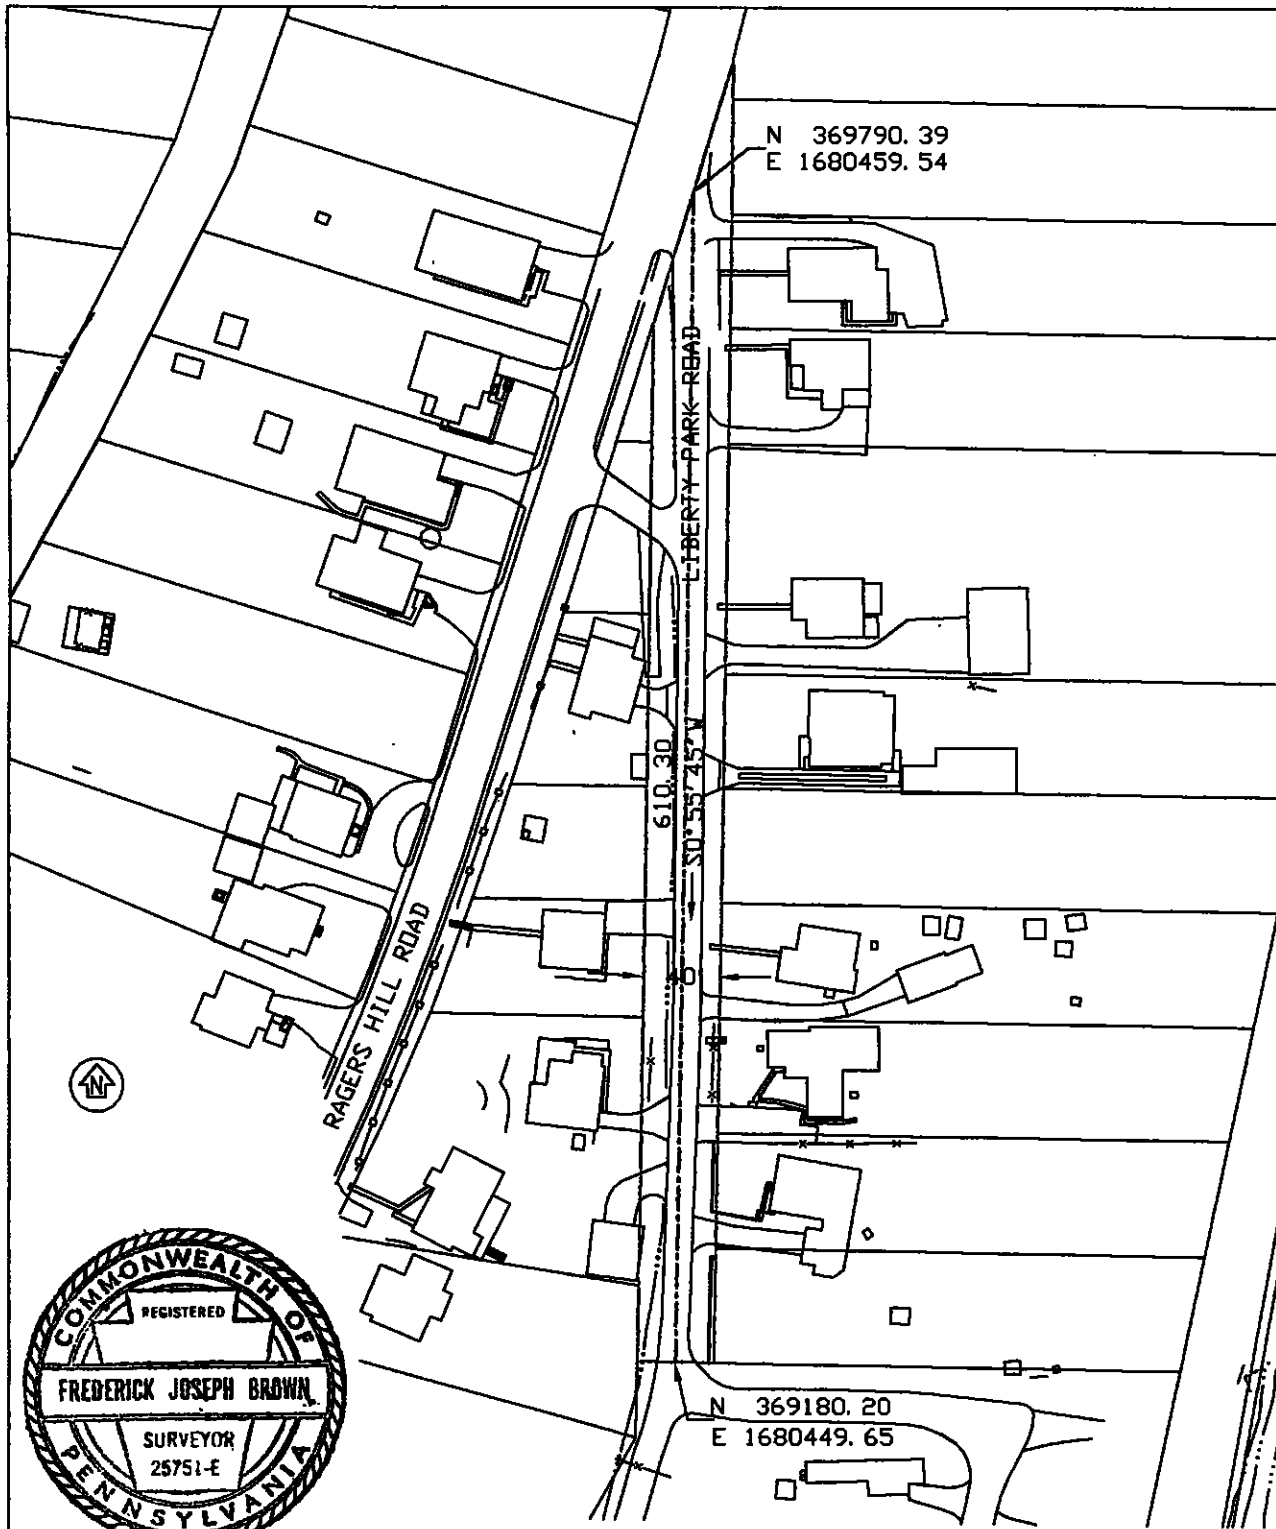 N 369790.39
E 1680459.54
LIBERTY PARK ROAD
610.30
S0°55'45"W
40
RAGERS HILL ROAD
N
COMMONWEALTH OF
REGISTERED
FREDERICK JOSEPH BROWN
SURVEYOR
25751-E
PENNSYLVANIA
N 369180.20
E 1680449.65